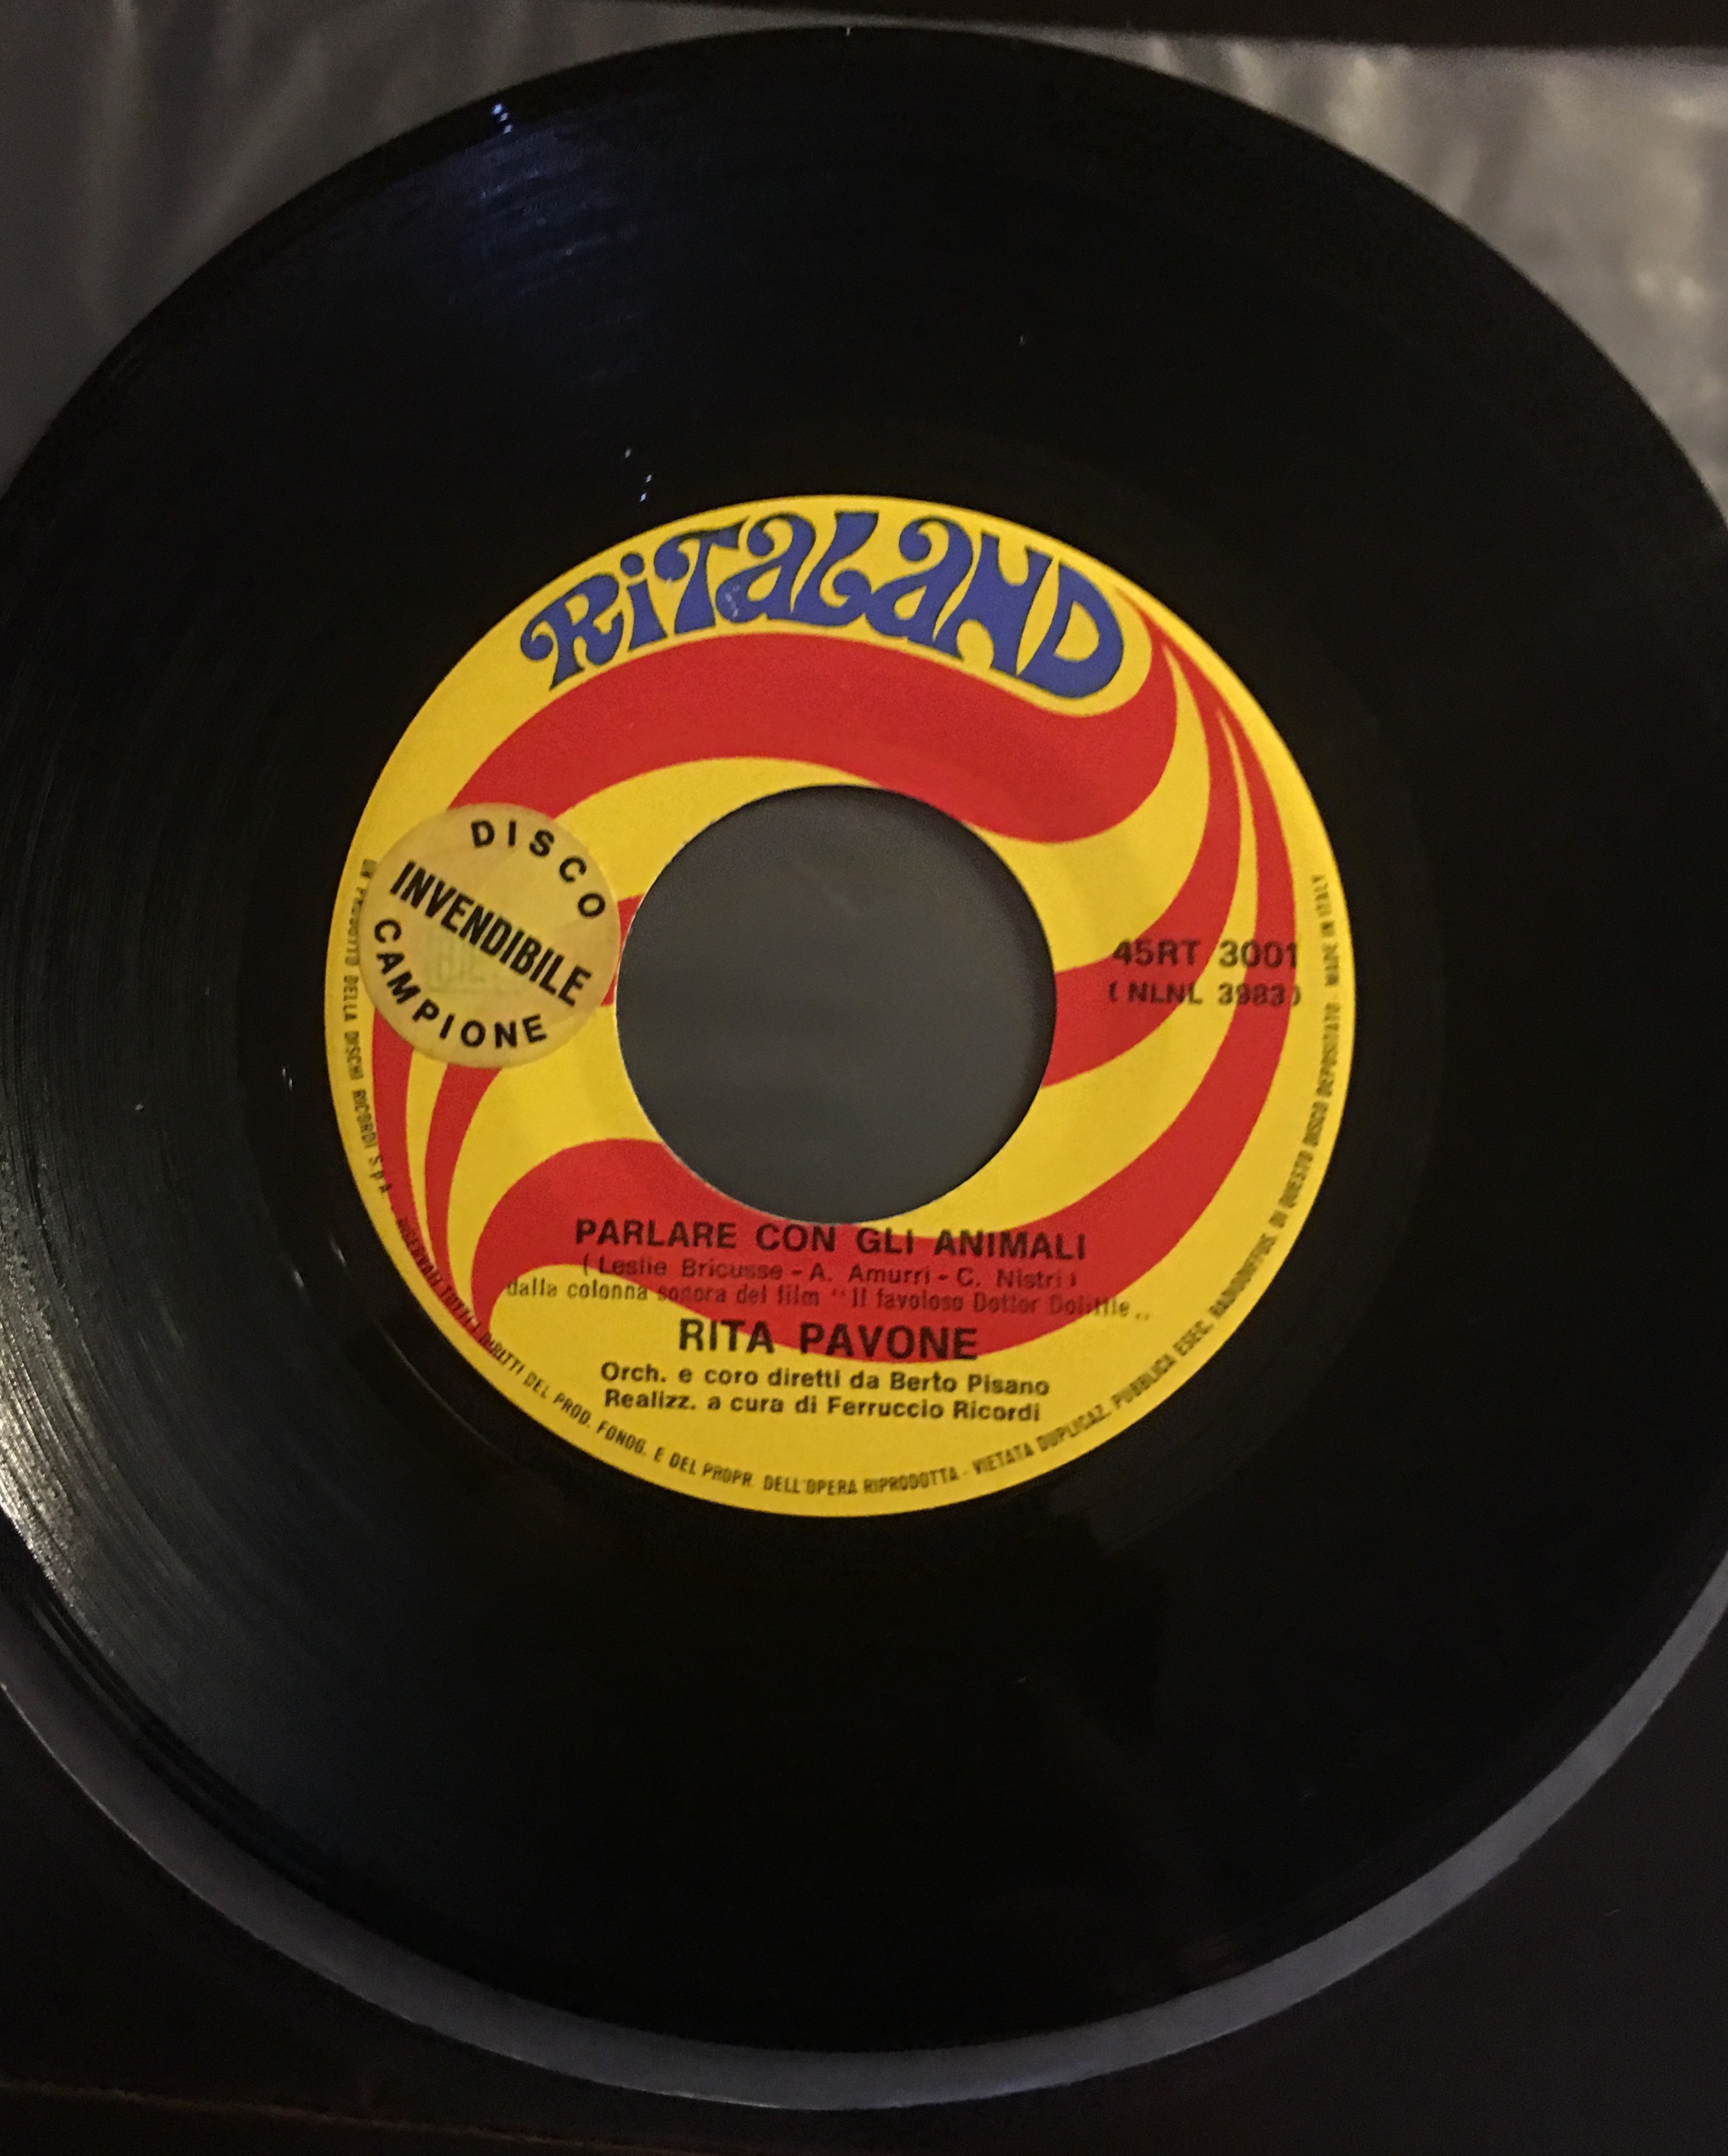 RiTaLaND
DISCO
INVENDIBILE
CAMPIONE
45RT 3001
( NLNL 3983)
PARLARE CON GLI ANIMALI
( Leslie Bricusse - A. Amurri - C. Nistri )
dalla colonna sonora del film "Il favoloso Dottor Dolittle„
RITA PAVONE
Orch. e coro diretti da Berto Pisano
Realizz. a cura di Ferruccio Ricordi
UN PRODOTTO DELLA DISCHI RICORDI S.p.A. - RISERVATI TUTTI I DIRITTI DEL PROD. FONOG. E DEL PROPR. DELL'OPERA RIPRODOTTA - VIETATA DUPLICAZ. PUBBLICA ESEC. RADIODIFFUS. DI QUESTO DISCO DEPOSITATO - MADE IN ITALY